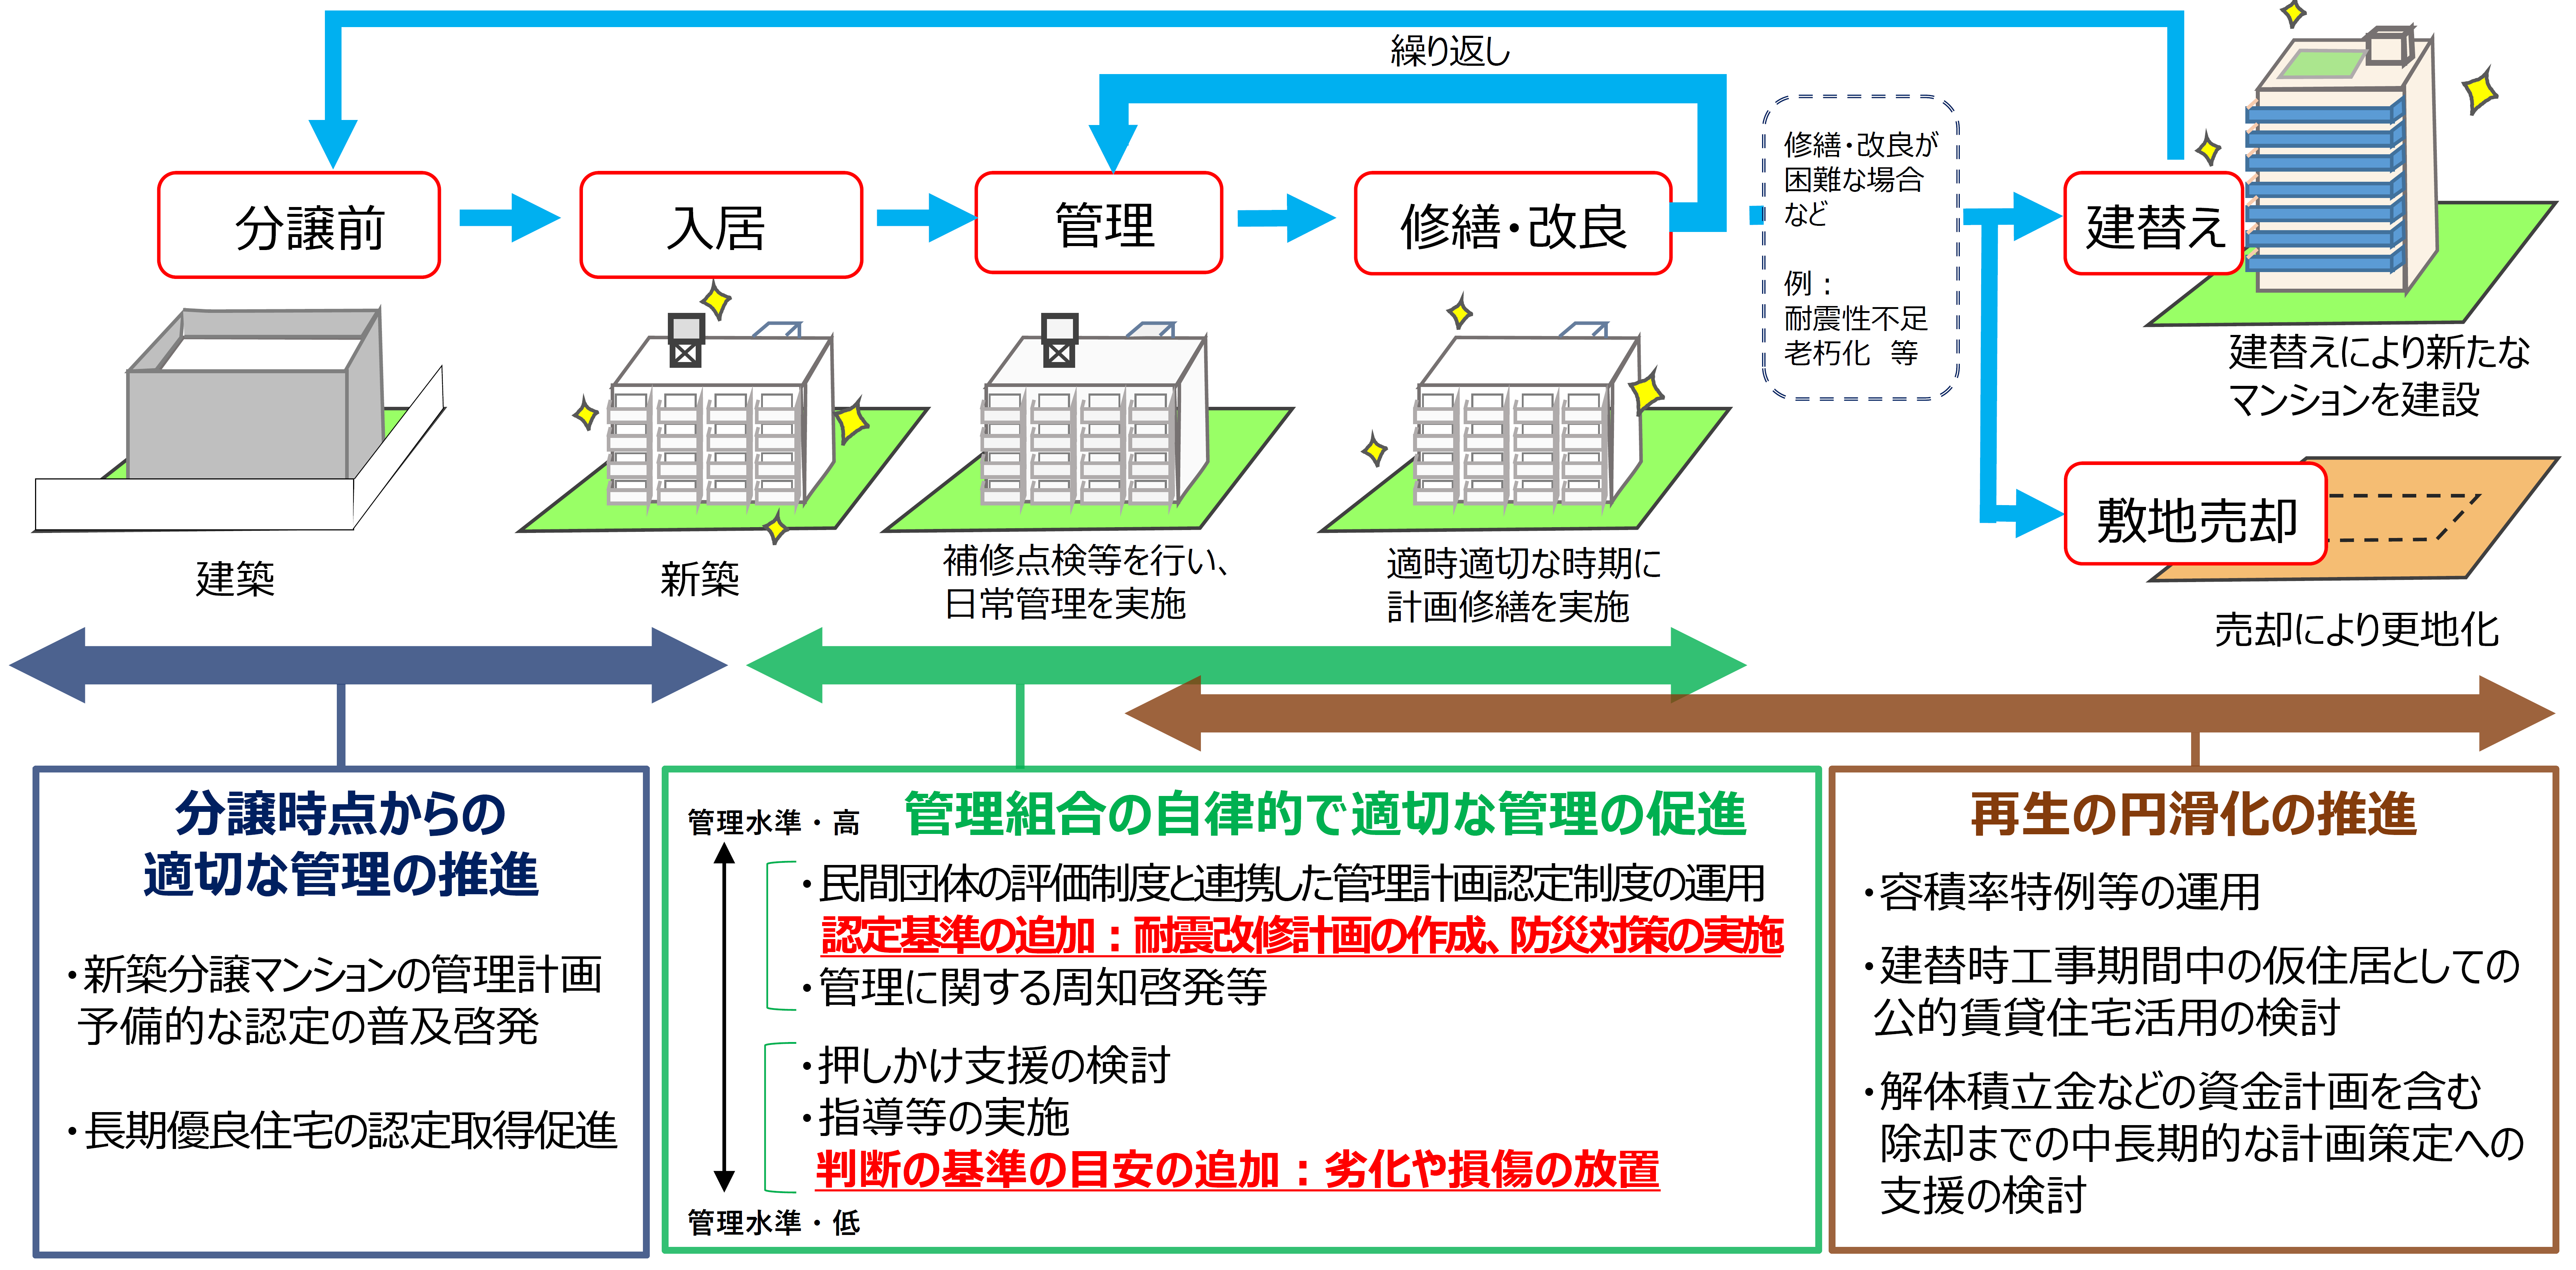 繰り返し
分譲前
入居
管理
修繕・改良
修繕・改良が
困難な場合
など
例：
耐震性不足
老朽化 等
建替え
建替えにより新たな
マンションを建設
敷地売却
売却により更地化
建築
新築
補修点検等を行い、
日常管理を実施
適時適切な時期に
計画修繕を実施
分譲時点からの
適切な管理の推進
・新築分譲マンションの管理計画
予備的な認定の普及啓発
・長期優良住宅の認定取得促進
管理水準・高
管理組合の自律的で適切な管理の促進
・民間団体の評価制度と連携した管理計画認定制度の運用
認定基準の追加：耐震改修計画の作成、防災対策の実施
・管理に関する周知啓発等
・押しかけ支援の検討
・指導等の実施
判断の基準の目安の追加：劣化や損傷の放置
管理水準・低
再生の円滑化の推進
・容積率特例等の運用
・建替時工事期間中の仮住居としての
公的賃貸住宅活用の検討
・解体積立金などの資金計画を含む
除却までの中長期的な計画策定への
支援の検討